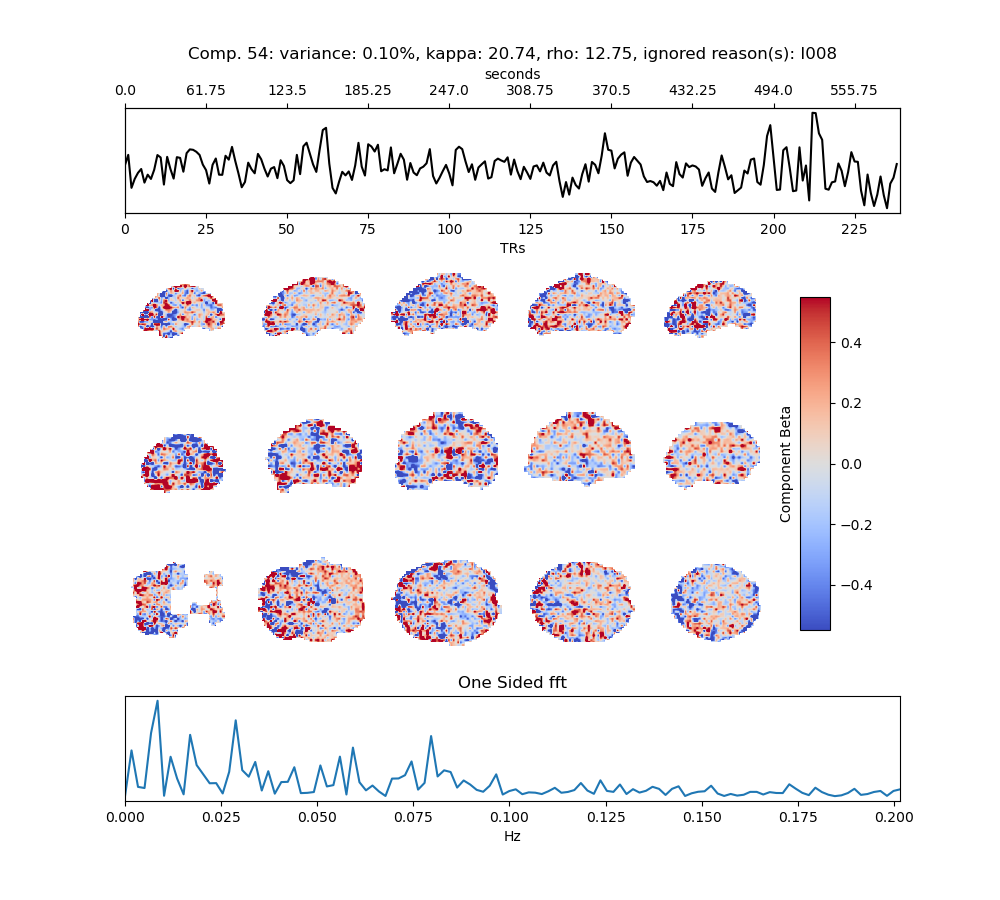 Comp. 54: variance: 0.10%, kappa: 20.74, rho: 12.75, ignored reason(s): I008
seconds
0.0 61.75 123.5 185.25 247.0 308.75 370.5 432.25 494.0 555.75
0 25 50 75 100 125 150 175 200 225
TRs
0.4
0.2
0.0
−0.2
−0.4
Component Beta
One Sided fft
0.000 0.025 0.050 0.075 0.100 0.125 0.150 0.175 0.200
Hz